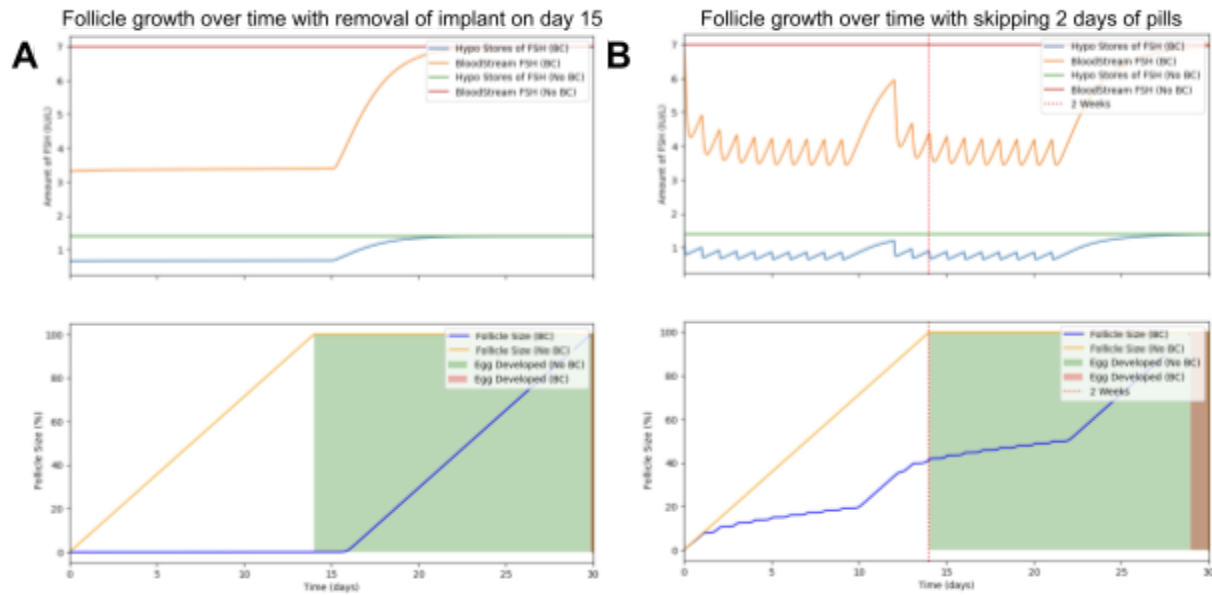 Follicle growth over time with removal of implant on day 15
A
7
6
5
4
3
2
1
Amount of FSH (IU/L)
Hypo Stores of FSH (BC)
BloodStream FSH (BC)
Hypo Stores of FSH (No BC)
BloodStream FSH (No BC)
100
80
60
40
20
0
Follicle Size (%)
Follicle Size (BC)
Follicle Size (No BC)
Egg Developed (No BC)
Egg Developed (BC)
0 5 10 15 20 25 30
Time (days)
Follicle growth over time with skipping 2 days of pills
B
7
6
5
4
3
2
1
Amount of FSH (IU/L)
Hypo Stores of FSH (BC)
BloodStream FSH (BC)
Hypo Stores of FSH (No BC)
BloodStream FSH (No BC)
2 Weeks
100
80
60
40
20
0
Follicle Size (%)
Follicle Size (BC)
Follicle Size (No BC)
Egg Developed (No BC)
Egg Developed (BC)
2 Weeks
0 5 10 15 20 25 30
Time (days)